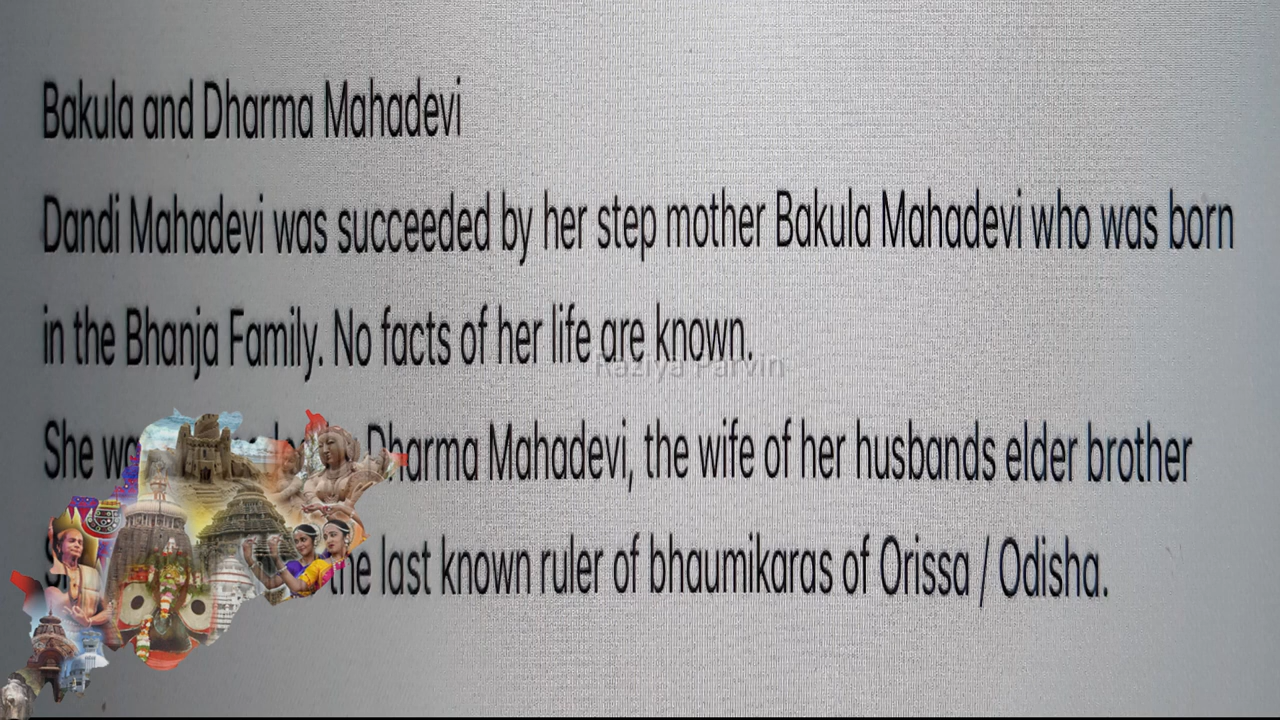 Bakula and Dharma Mahadevi
Dandi Mahadevi was succeeded by her step mother Bakula Mahadevi who was born
in the Bhanja Family. No facts of her life are known.
Raziya Parvin
She Dharma Mahadevi, the wife of her husbands elder brother
the last known ruler of bhaumikaras of Orissa / Odisha.